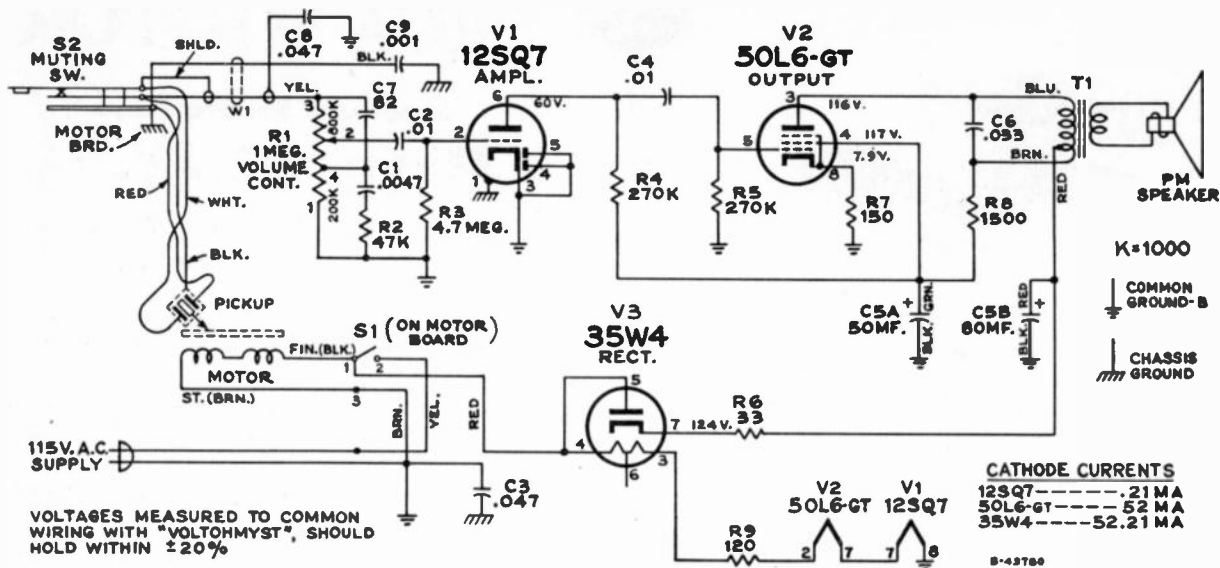 S2
MUTING
SW.
SHLD.
C8
.047
C9
.001
BLK.
W1
YEL.
MOTOR
BRD.
RED
WHT.
BLK.
PICKUP
3
800K
R1
1 MEG.
VOLUME
CONT.
2
4
200K
1
C7
82
C2
.01
C1
.0047
R2
47K
R3
4.7 MEG.
V1
12SQ7
AMPL.
6
60V.
2
5
4
1
3
C4
.01
R4
270K
R5
270K
V2
50L6-GT
OUTPUT
3
116V.
4
117V.
7.9V.
5
8
R7
150
C6
.033
R8
1500
BLU.
BRN.
RED
T1
PM
SPEAKER
K=1000
COMMON
GROUND-B
CHASSIS
GROUND
C5A
50MF.
+
GRN.
BLK/
C5B
80MF.
+
RED
BLK.
MOTOR
FIN.(BLK.)
ST.(BRN.)
S1 (ON MOTOR
BOARD)
1
2
3
BRN.
YEL.
RED
115V. A.C.
SUPPLY
C3
.047
V3
35W4
RECT.
5
4
7
124V.
3
6
R6
33
R9
120
V2
50L6-GT
2
7
V1
12SQ7
7
8
CATHODE CURRENTS
12SQ7------.21 MA
50L6-GT----52 MA
35W4----52.21 MA
VOLTAGES MEASURED TO COMMON
WIRING WITH "VOLTOHMYST", SHOULD
HOLD WITHIN ±20%